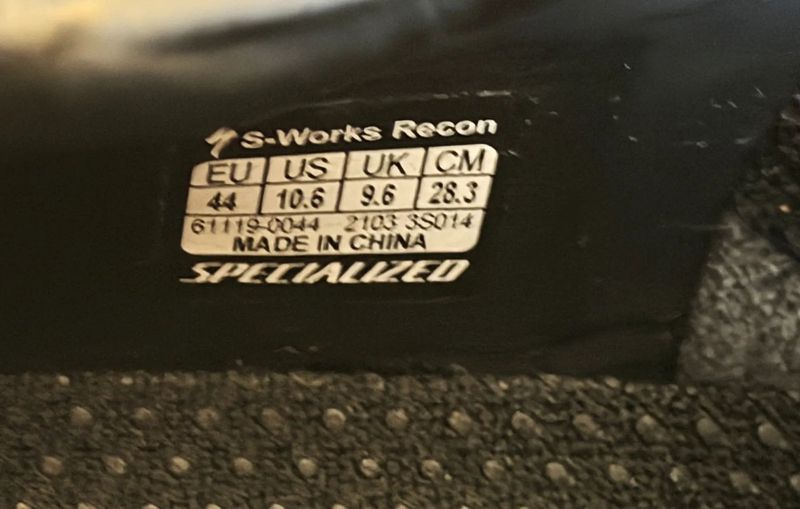 S-Works Recon
EU US UK CM
44 10.6 9.6 28.3
61119-0044 2103 3S014
MADE IN CHINA
SPECIALIZED